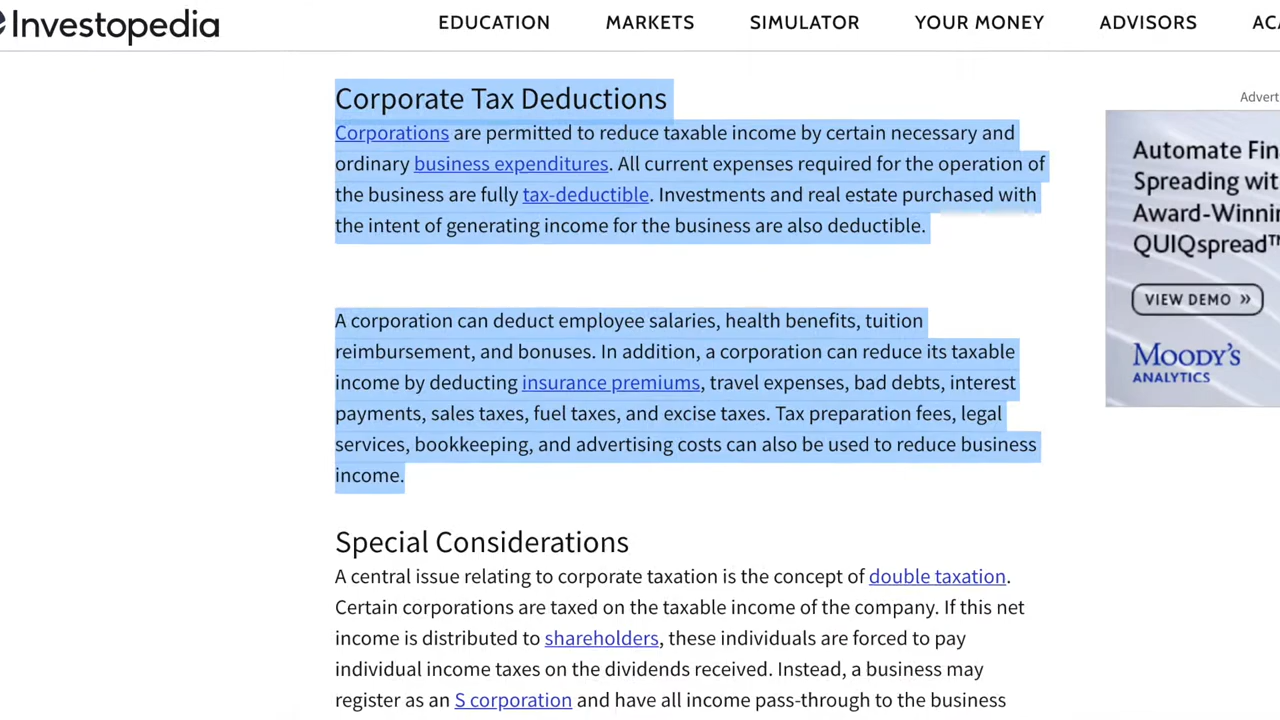 Investopedia
EDUCATION MARKETS SIMULATOR YOUR MONEY ADVISORS
Corporate Tax Deductions
Corporations are permitted to reduce taxable income by certain necessary and
ordinary business expenditures. All current expenses required for the operation of
the business are fully tax-deductible. Investments and real estate purchased with
the intent of generating income for the business are also deductible.
A corporation can deduct employee salaries, health benefits, tuition
reimbursement, and bonuses. In addition, a corporation can reduce its taxable
income by deducting insurance premiums, travel expenses, bad debts, interest
payments, sales taxes, fuel taxes, and excise taxes. Tax preparation fees, legal
services, bookkeeping, and advertising costs can also be used to reduce business
income.
Special Considerations
A central issue relating to corporate taxation is the concept of double taxation.
Certain corporations are taxed on the taxable income of the company. If this net
income is distributed to shareholders, these individuals are forced to pay
individual income taxes on the dividends received. Instead, a business may
register as an S corporation and have all income pass-through to the business
Automate
Spreading
QUIQspread™
VIEW DEMO »
MOODY'S
ANALYTICS